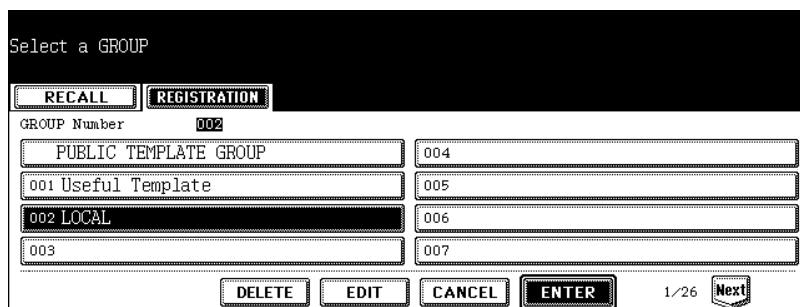 Select a GROUP
RECALL REGISTRATION
GROUP Number 002
PUBLIC TEMPLATE GROUP 004
001 Useful Template 005
002 LOCAL 006
003 007
DELETE EDIT CANCEL ENTER 1/26 Next